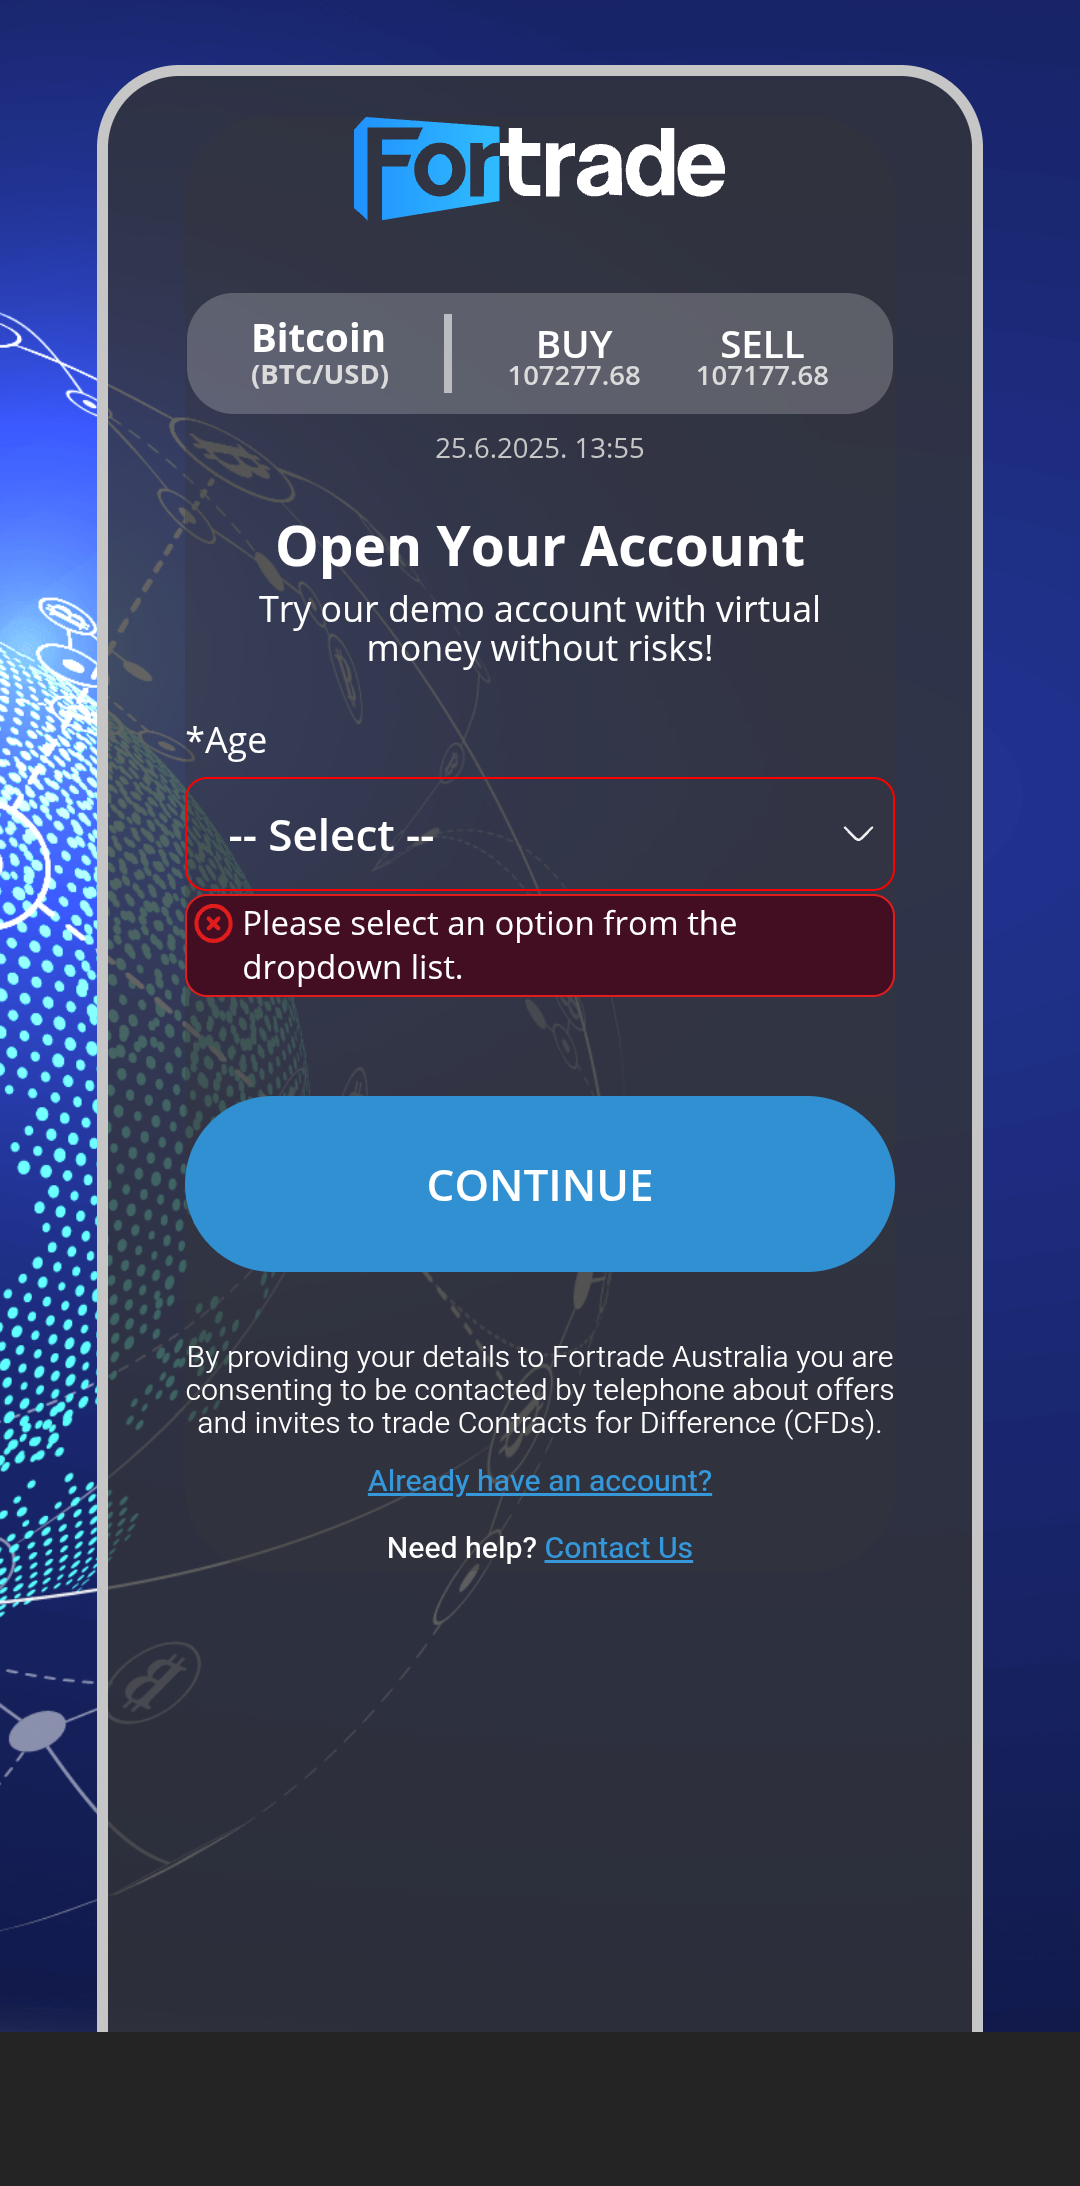 Fortrade
Bitcoin
(BTC/USD)
BUY
107277.68
SELL
107177.68
25.6.2025. 13:55
Open Your Account
Try our demo account with virtual
money without risks!
*Age
-- Select --
Please select an option from the
dropdown list.
CONTINUE
By providing your details to Fortrade Australia you are
consenting to be contacted by telephone about offers
and invites to trade Contracts for Difference (CFDs).
Already have an account?
Need help? Contact Us